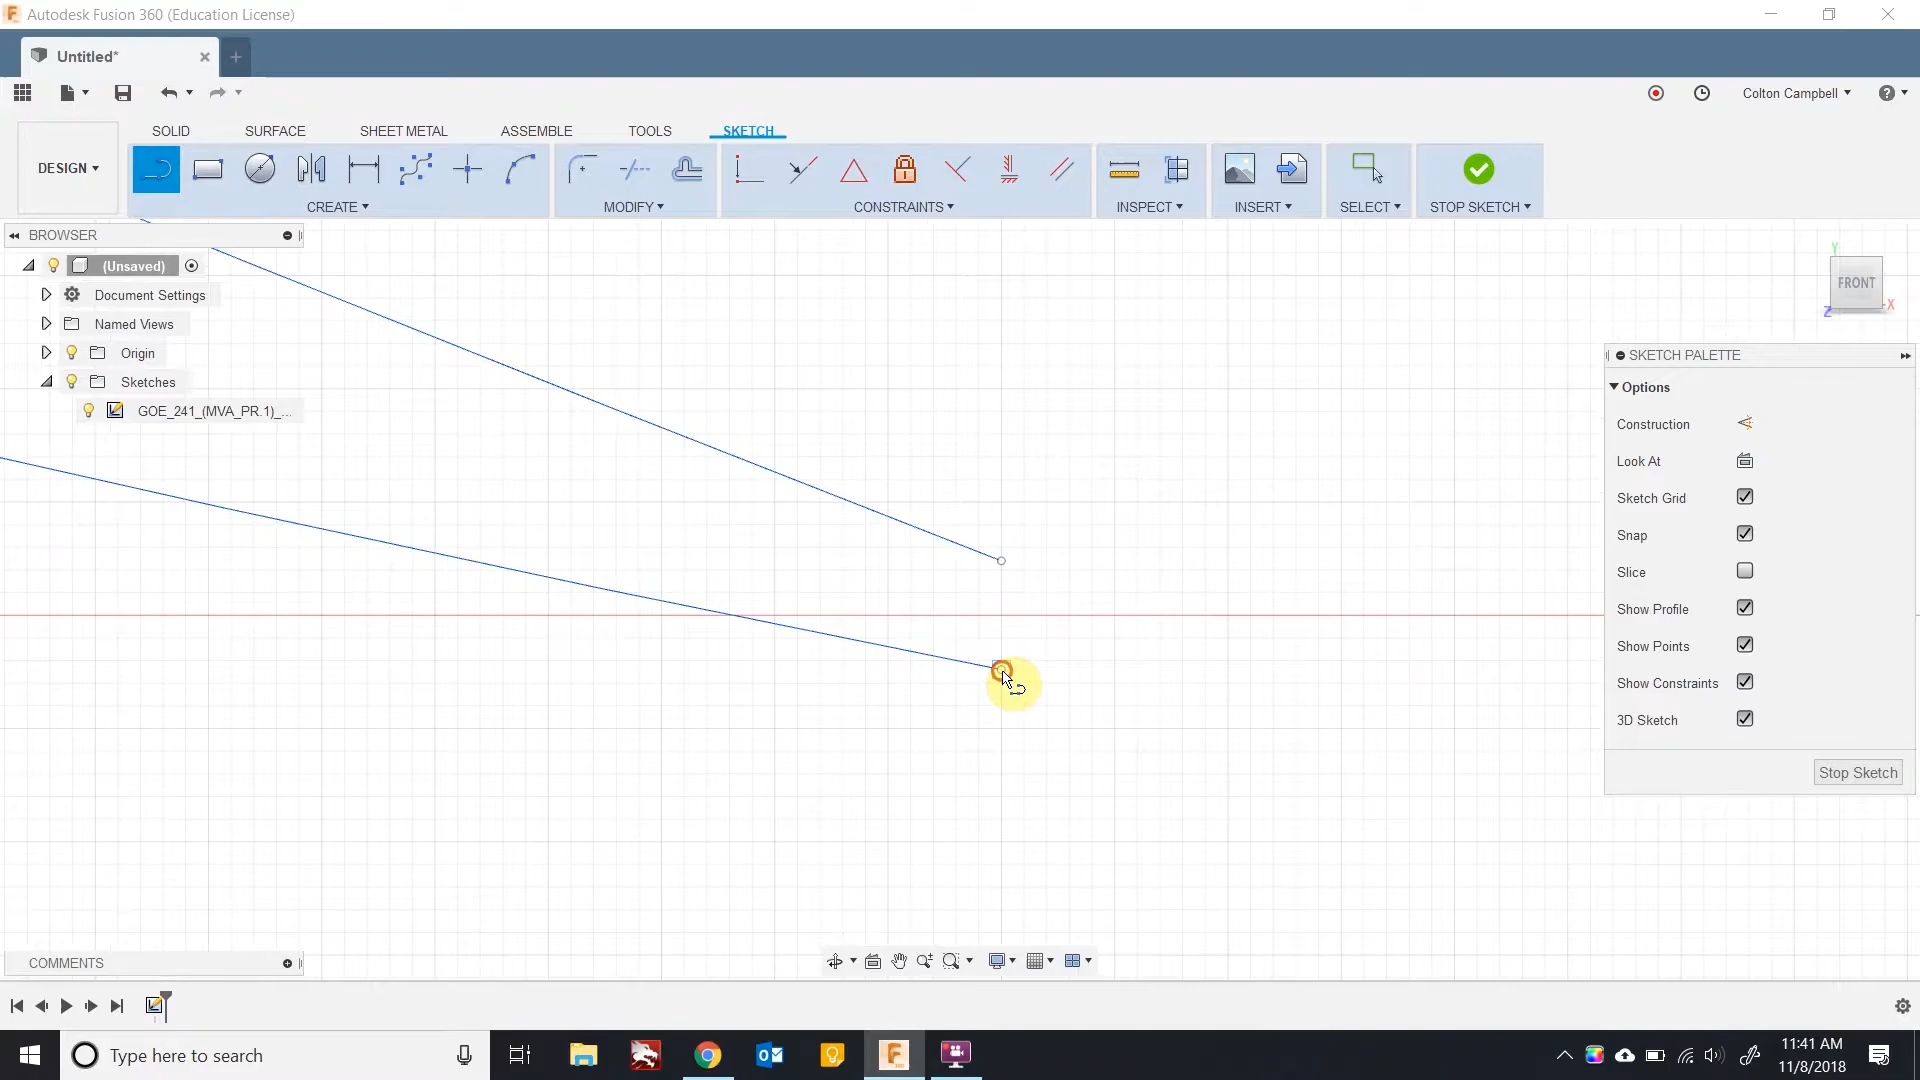 Autodesk Fusion 360 (Education License)
Untitled*
Colton Campbell
SOLID SURFACE SHEET METAL ASSEMBLE TOOLS SKETCH
DESIGN
CREATE MODIFY CONSTRAINTS INSPECT INSERT SELECT STOP SKETCH
BROWSER
(Unsaved)
Document Settings
Named Views
Origin
Sketches
GOE_241_(MVA_PR.1)_...
Y
FRONT
X
Z
SKETCH PALETTE
Options
Construction
Look At
Sketch Grid
Snap
Slice
Show Profile
Show Points
Show Constraints
3D Sketch
Stop Sketch
COMMENTS
Type here to search
11:41 AM
11/8/2018